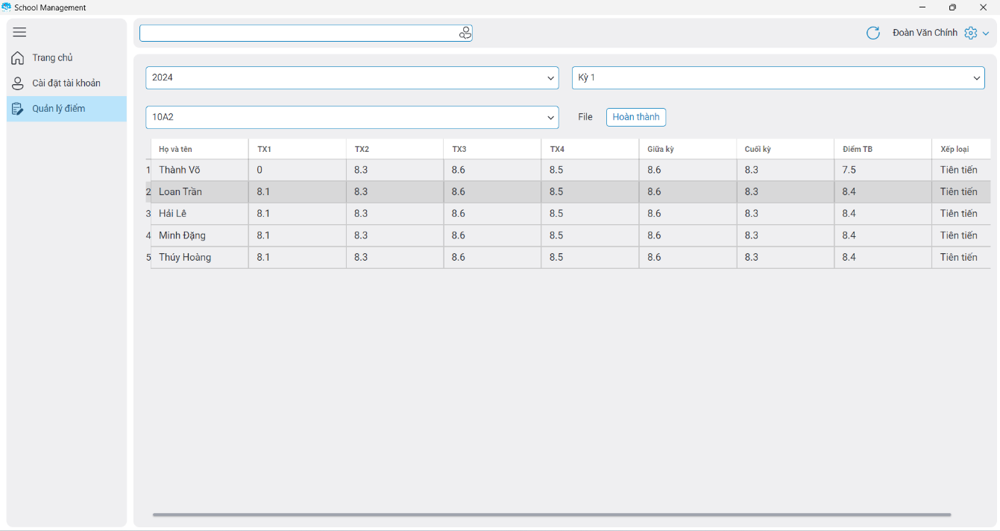 School Management
Đoàn Văn Chính
Trang chủ
Cài đặt tài khoản
Quản lý điểm
2024
Kỳ 1
10A2
File
Hoàn thành
Họ và tên TX1 TX2 TX3 TX4 Giữa kỳ Cuối kỳ Điểm TB Xếp loại
1 Thành Võ 0 8.3 8.6 8.5 8.6 8.3 7.5 Tiên tiến
2 Loan Trần 8.1 8.3 8.6 8.5 8.6 8.3 8.4 Tiên tiến
3 Hải Lê 8.1 8.3 8.6 8.5 8.6 8.3 8.4 Tiên tiến
4 Minh Đặng 8.1 8.3 8.6 8.5 8.6 8.3 8.4 Tiên tiến
5 Thúy Hoàng 8.1 8.3 8.6 8.5 8.6 8.3 8.4 Tiên tiến